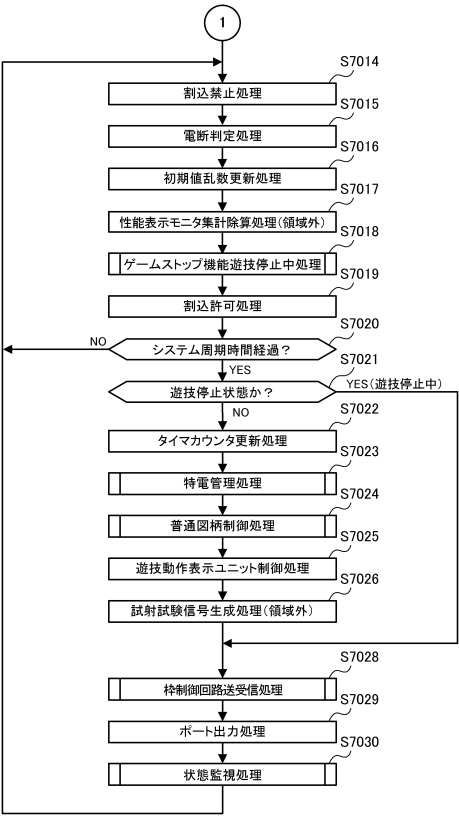 1
S7014
割込禁止処理
S7015
電断判定処理
S7016
初期値乱数更新処理
S7017
性能表示モニタ集計除算処理(領域外)
S7018
ゲームストップ機能遊技停止中処理
S7019
割込許可処理
S7020
NO
システム周期時間経過?
YES
S7021
遊技停止状態か?
YES(遊技停止中)
NO
S7022
タイマカウンタ更新処理
S7023
特電管理処理
S7024
普通図柄制御処理
S7025
遊技動作表示ユニット制御処理
S7026
試射試験信号生成処理(領域外)
S7028
枠制御回路送受信処理
S7029
ポート出力処理
S7030
状態監視処理